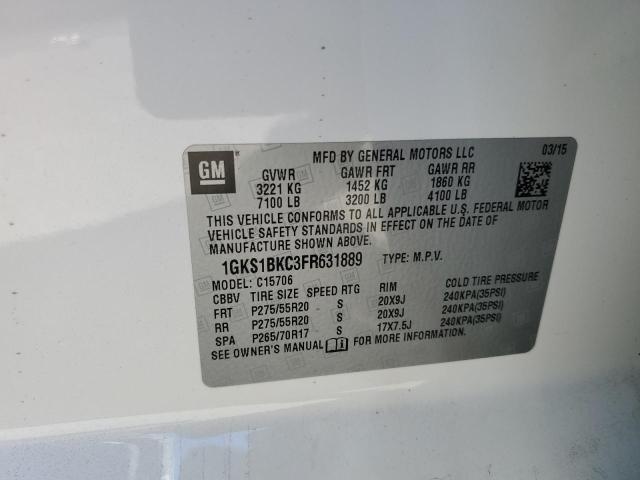 GM
MFD BY GENERAL MOTORS LLC
03/15
GVWR GAWR FRT GAWR RR
3221 KG 1452 KG 1860 KG
7100 LB 3200 LB 4100 LB
THIS VEHICLE CONFORMS TO ALL APPLICABLE U.S. FEDERAL MOTOR
VEHICLE SAFETY STANDARDS IN EFFECT ON THE DATE OF
MANUFACTURE SHOWN ABOVE.
1GKS1BKC3FR631889 TYPE: M.P.V.
MODEL: C15706
CBBV TIRE SIZE SPEED RTG RIM COLD TIRE PRESSURE
FRT P275/55R20 S 20X9J 240KPA(35PSI)
RR P275/55R20 S 20X9J 240KPA(35PSI)
SPA P265/70R17 S 17X7.5J 240KPA(35PSI)
SEE OWNER'S MANUAL FOR MORE INFORMATION.